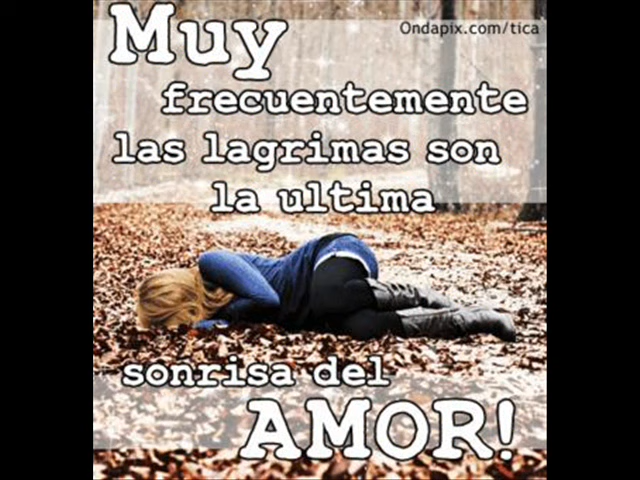 Ondapix.com/tica
Muy
frecuentemente
las lagrimas son
la ultima
sonrisa del
AMOR!